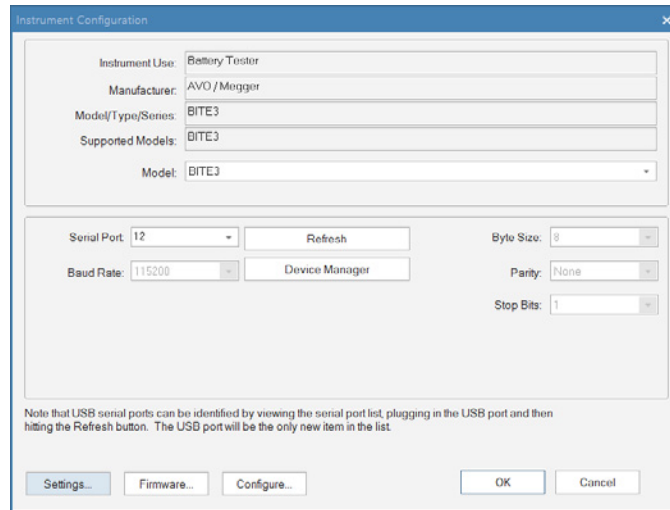 Instrument Configuration
Instrument Use: Battery Tester
Manufacturer: AVO / Megger
Model/Type/Series: BITE3
Supported Models: BITE3
Model: BITE3
Serial Port: 12 Refresh Byte Size: 8
Baud Rate: 115200 Device Manager Parity: None
Stop Bits: 1
Note that USB serial ports can be identified by viewing the serial port list, plugging in the USB port and then
hitting the Refresh button. The USB port will be the only new item in the list.
Settings... Firmware... Configure... OK Cancel